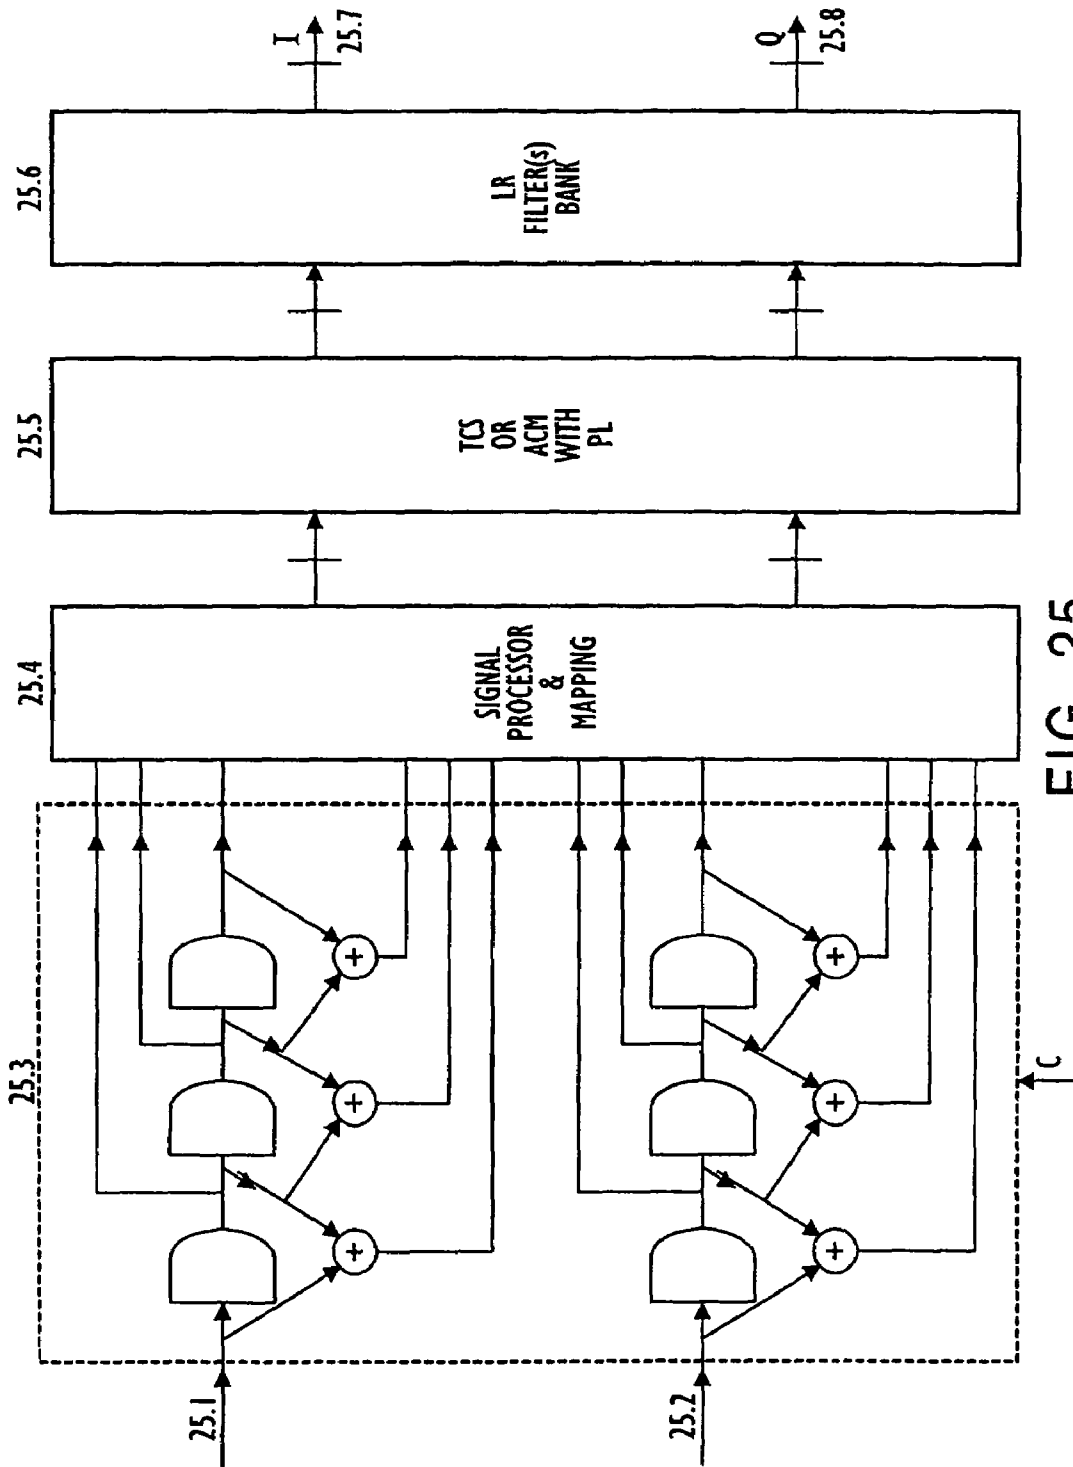 25.1
25.2
25.3
+
+
+
+
+
+
C
25.4
SIGNAL
PROCESSOR
&
MAPPING
25.5
TCS
OR
ACM
WITH
PL
25.6
LR
FILTER(s)
BANK
I
25.7
Q
25.8
FIG. 25